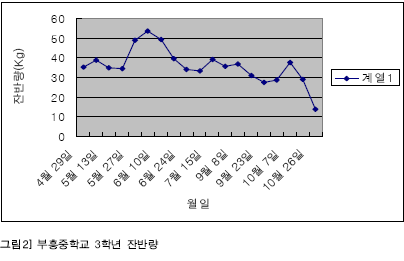 잔반량(Kg)
60
50
40
30
20
10
0
4월 29일
5월 13일
5월 27일
6월 10일
6월 24일
7월 15일
9월 8일
9월 23일
10월 7일
10월 26일
월일
계열1
그림2] 부흥중학교 3학년 잔반량